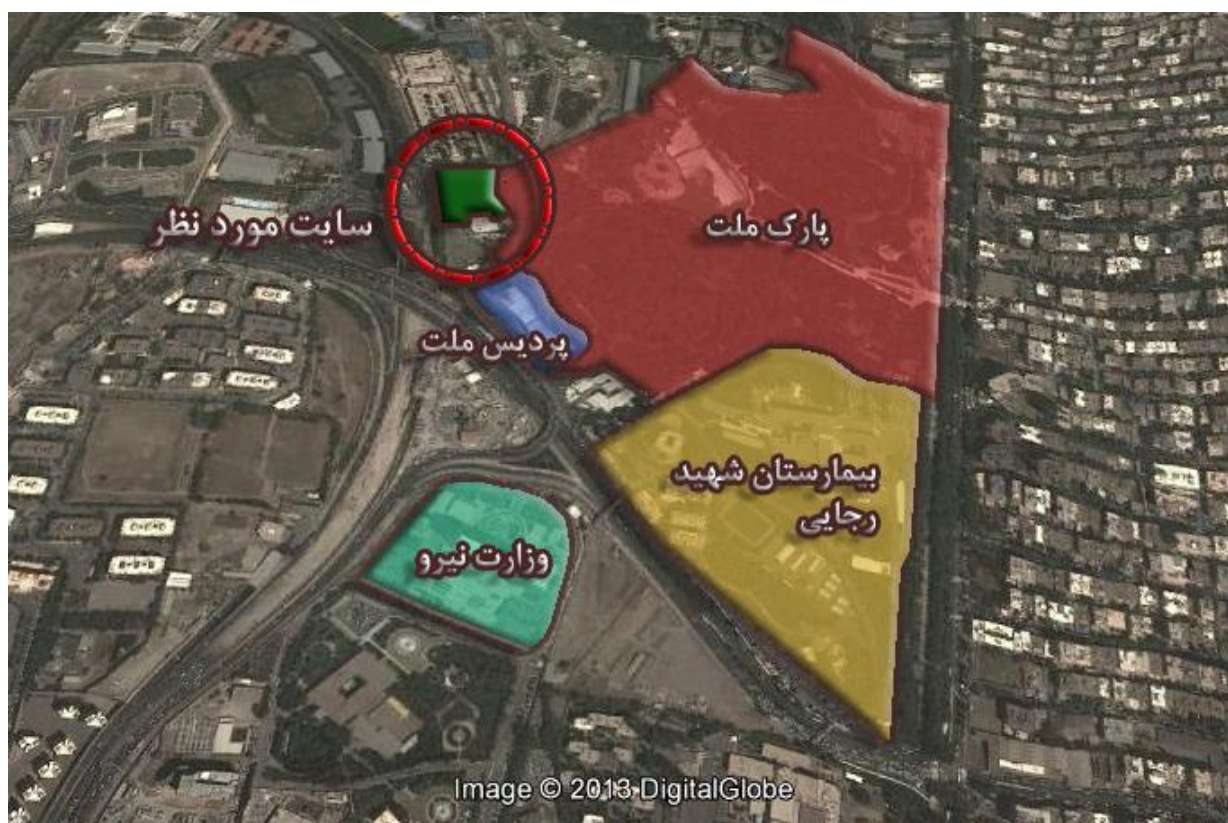 پارک ملت
سایت مورد نظر
پردیس ملت
بیمارستان شهید
رجایی
وزارت نیرو
Image © 2013 DigitalGlobe